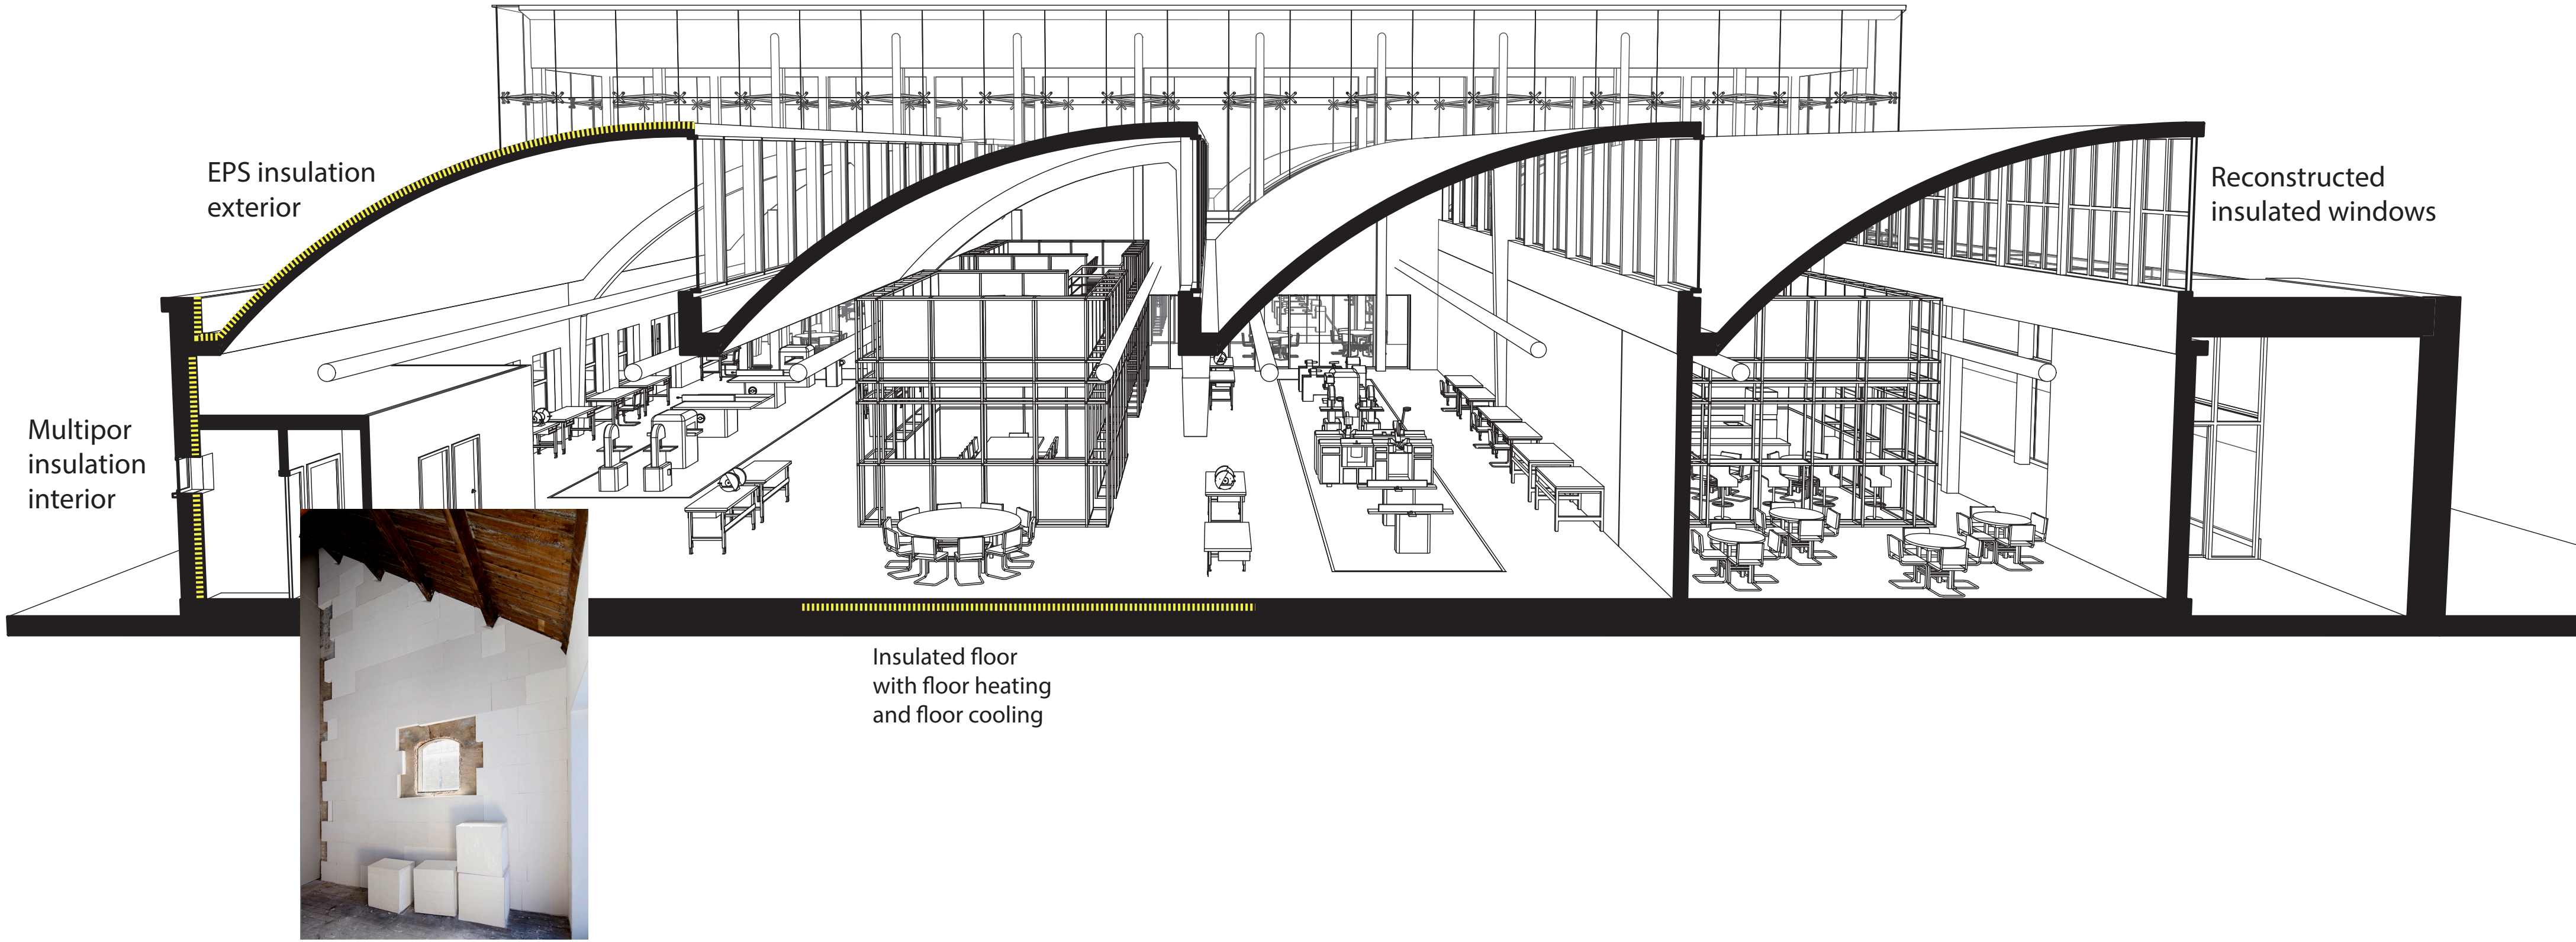 EPS insulation
exterior
Reconstructed
insulated windows
Multipor
insulation
interior
Insulated floor
with floor heating
and floor cooling